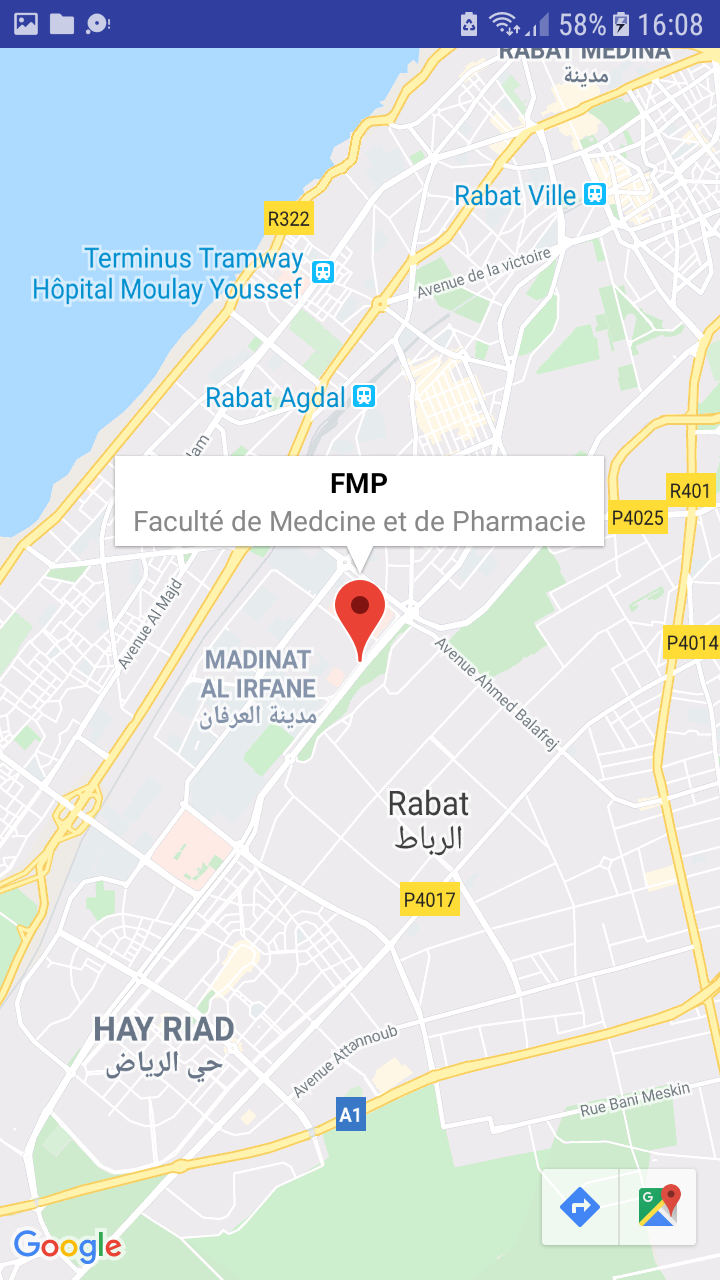 58% 16:08
RABAT MEDINA
مدينة
Rabat Ville
R322
Avenue de la victoire
Terminus Tramway
Hôpital Moulay Youssef
Rabat Agdal
FMP
Faculté de Medcine et de Pharmacie
R401
P4025
Avenue Al Majd
P4014
MADINAT
AL IRFANE
مدينة العرفان
Avenue Ahmed Balafrej
Rabat
الرباط
P4017
HAY RIAD
حي الرياض
Avenue Attannoub
Rue Bani Meskin
A1
G
Google